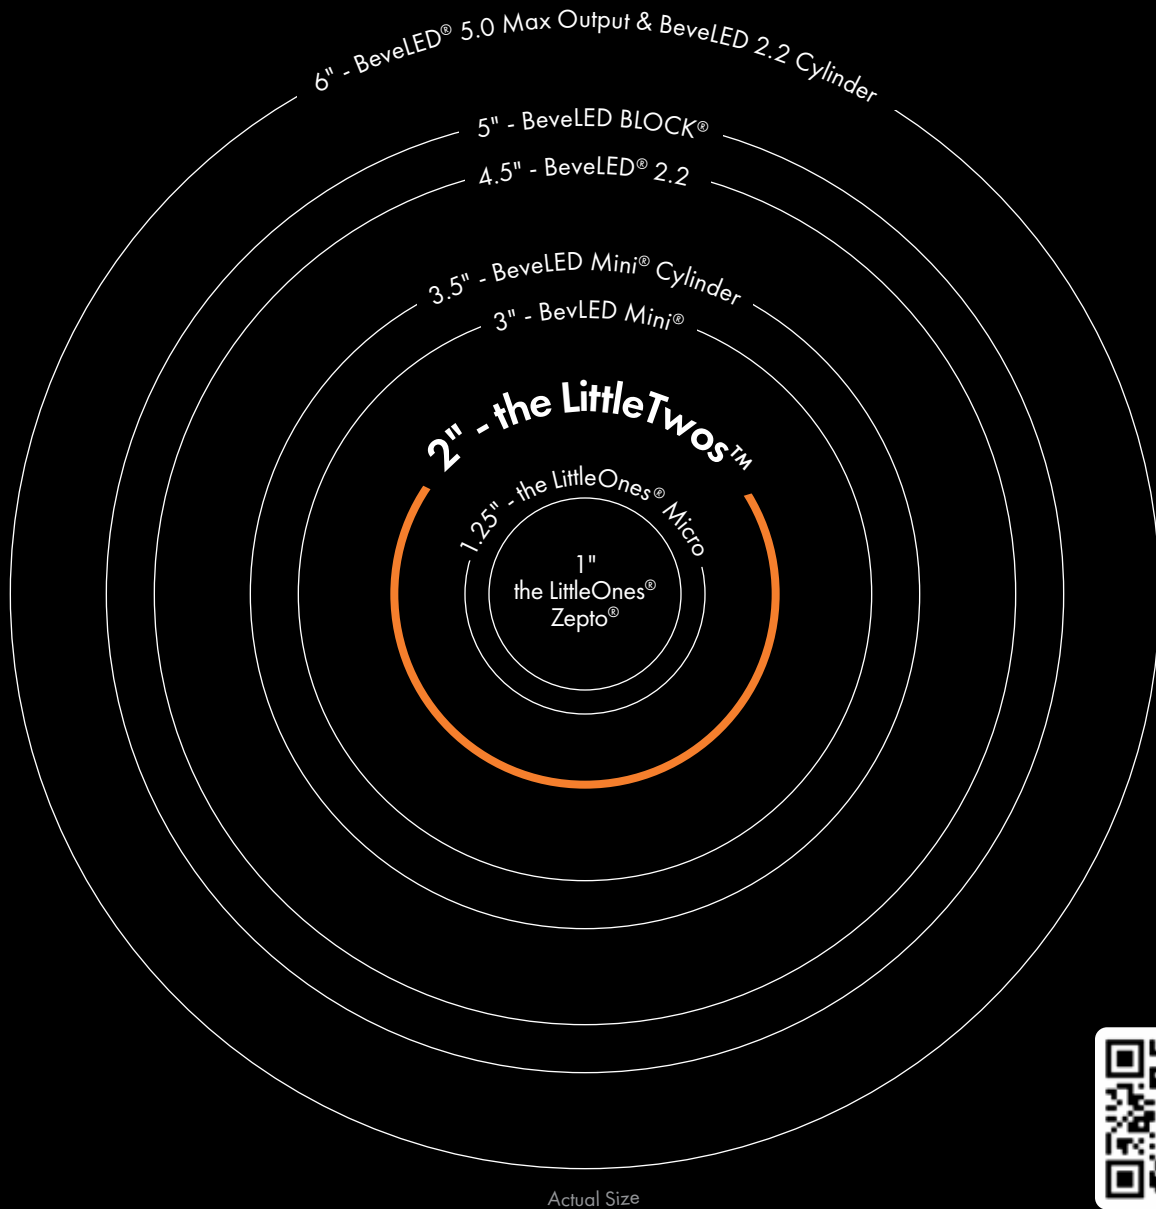 6" - BeveLED® 5.0 Max Output & BeveLED 2.2 Cylinder
5" - BeveLED BLOCK®
4.5" - BeveLED® 2.2
3.5" - BeveLED Mini® Cylinder
3" - BevLED Mini®
2" - the LittleTwos™
1.25" - the LittleOnes® Micro
1"
the LittleOnes®
Zepto®
Actual Size